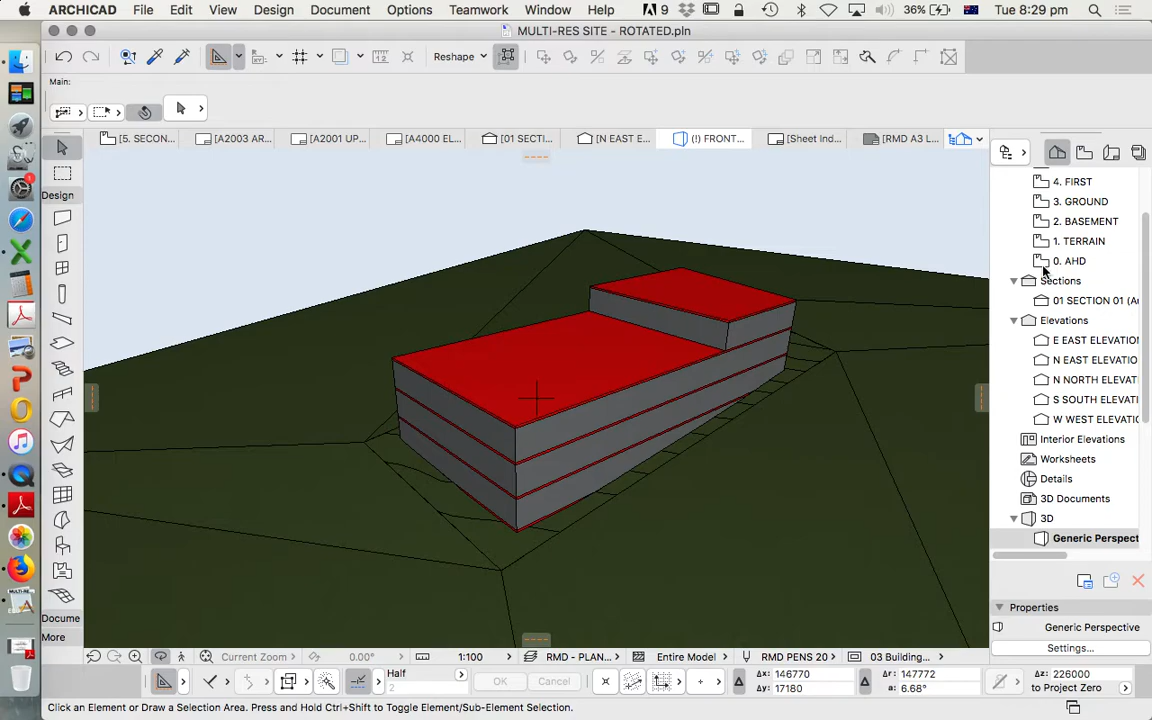 ARCHICAD File Edit View Design Document Options Teamwork Window Help 9 36% Tue 8:29 pm
MULTI-RES SITE - ROTATED.pln
Reshape
Main:
[5. SECON... [A2003 AR... [A2001 UP... [A4000 EL... [01 SECTI... [N EAST E... (!) FRONT... [Sheet Ind... [RMD A3 L...
Design
4. FIRST
3. GROUND
2. BASEMENT
1. TERRAIN
0. AHD
Sections
01 SECTION 01 (Au
Elevations
E EAST ELEVATION
N EAST ELEVATIO
N NORTH ELEVAT
S SOUTH ELEVATI
W WEST ELEVATIO
Interior Elevations
Worksheets
Details
3D Documents
3D
Generic Perspect
Properties
Generic Perspective
Settings...
Docume
More
Current Zoom 0.00° 1:100 RMD - PLAN... Entire Model RMD PENS 20... 03 Building...
Half
2
OK Cancel
Δx: 146770
Δy: 17180
Δr: 147772
a: 6.68°
Δz: 226000
to Project Zero
Click an Element or Draw a Selection Area. Press and Hold Ctrl+Shift to Toggle Element/Sub-Element Selection.